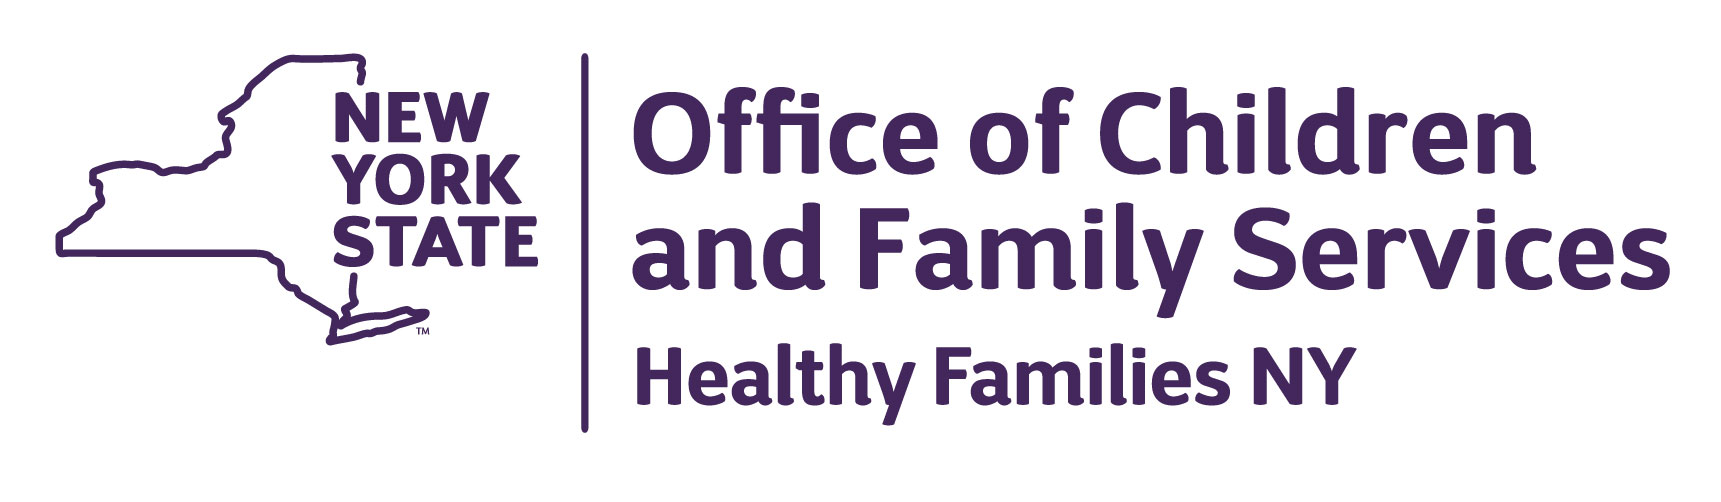 NEW
YORK
STATE
™
Office of Children
and Family Services
Healthy Families NY